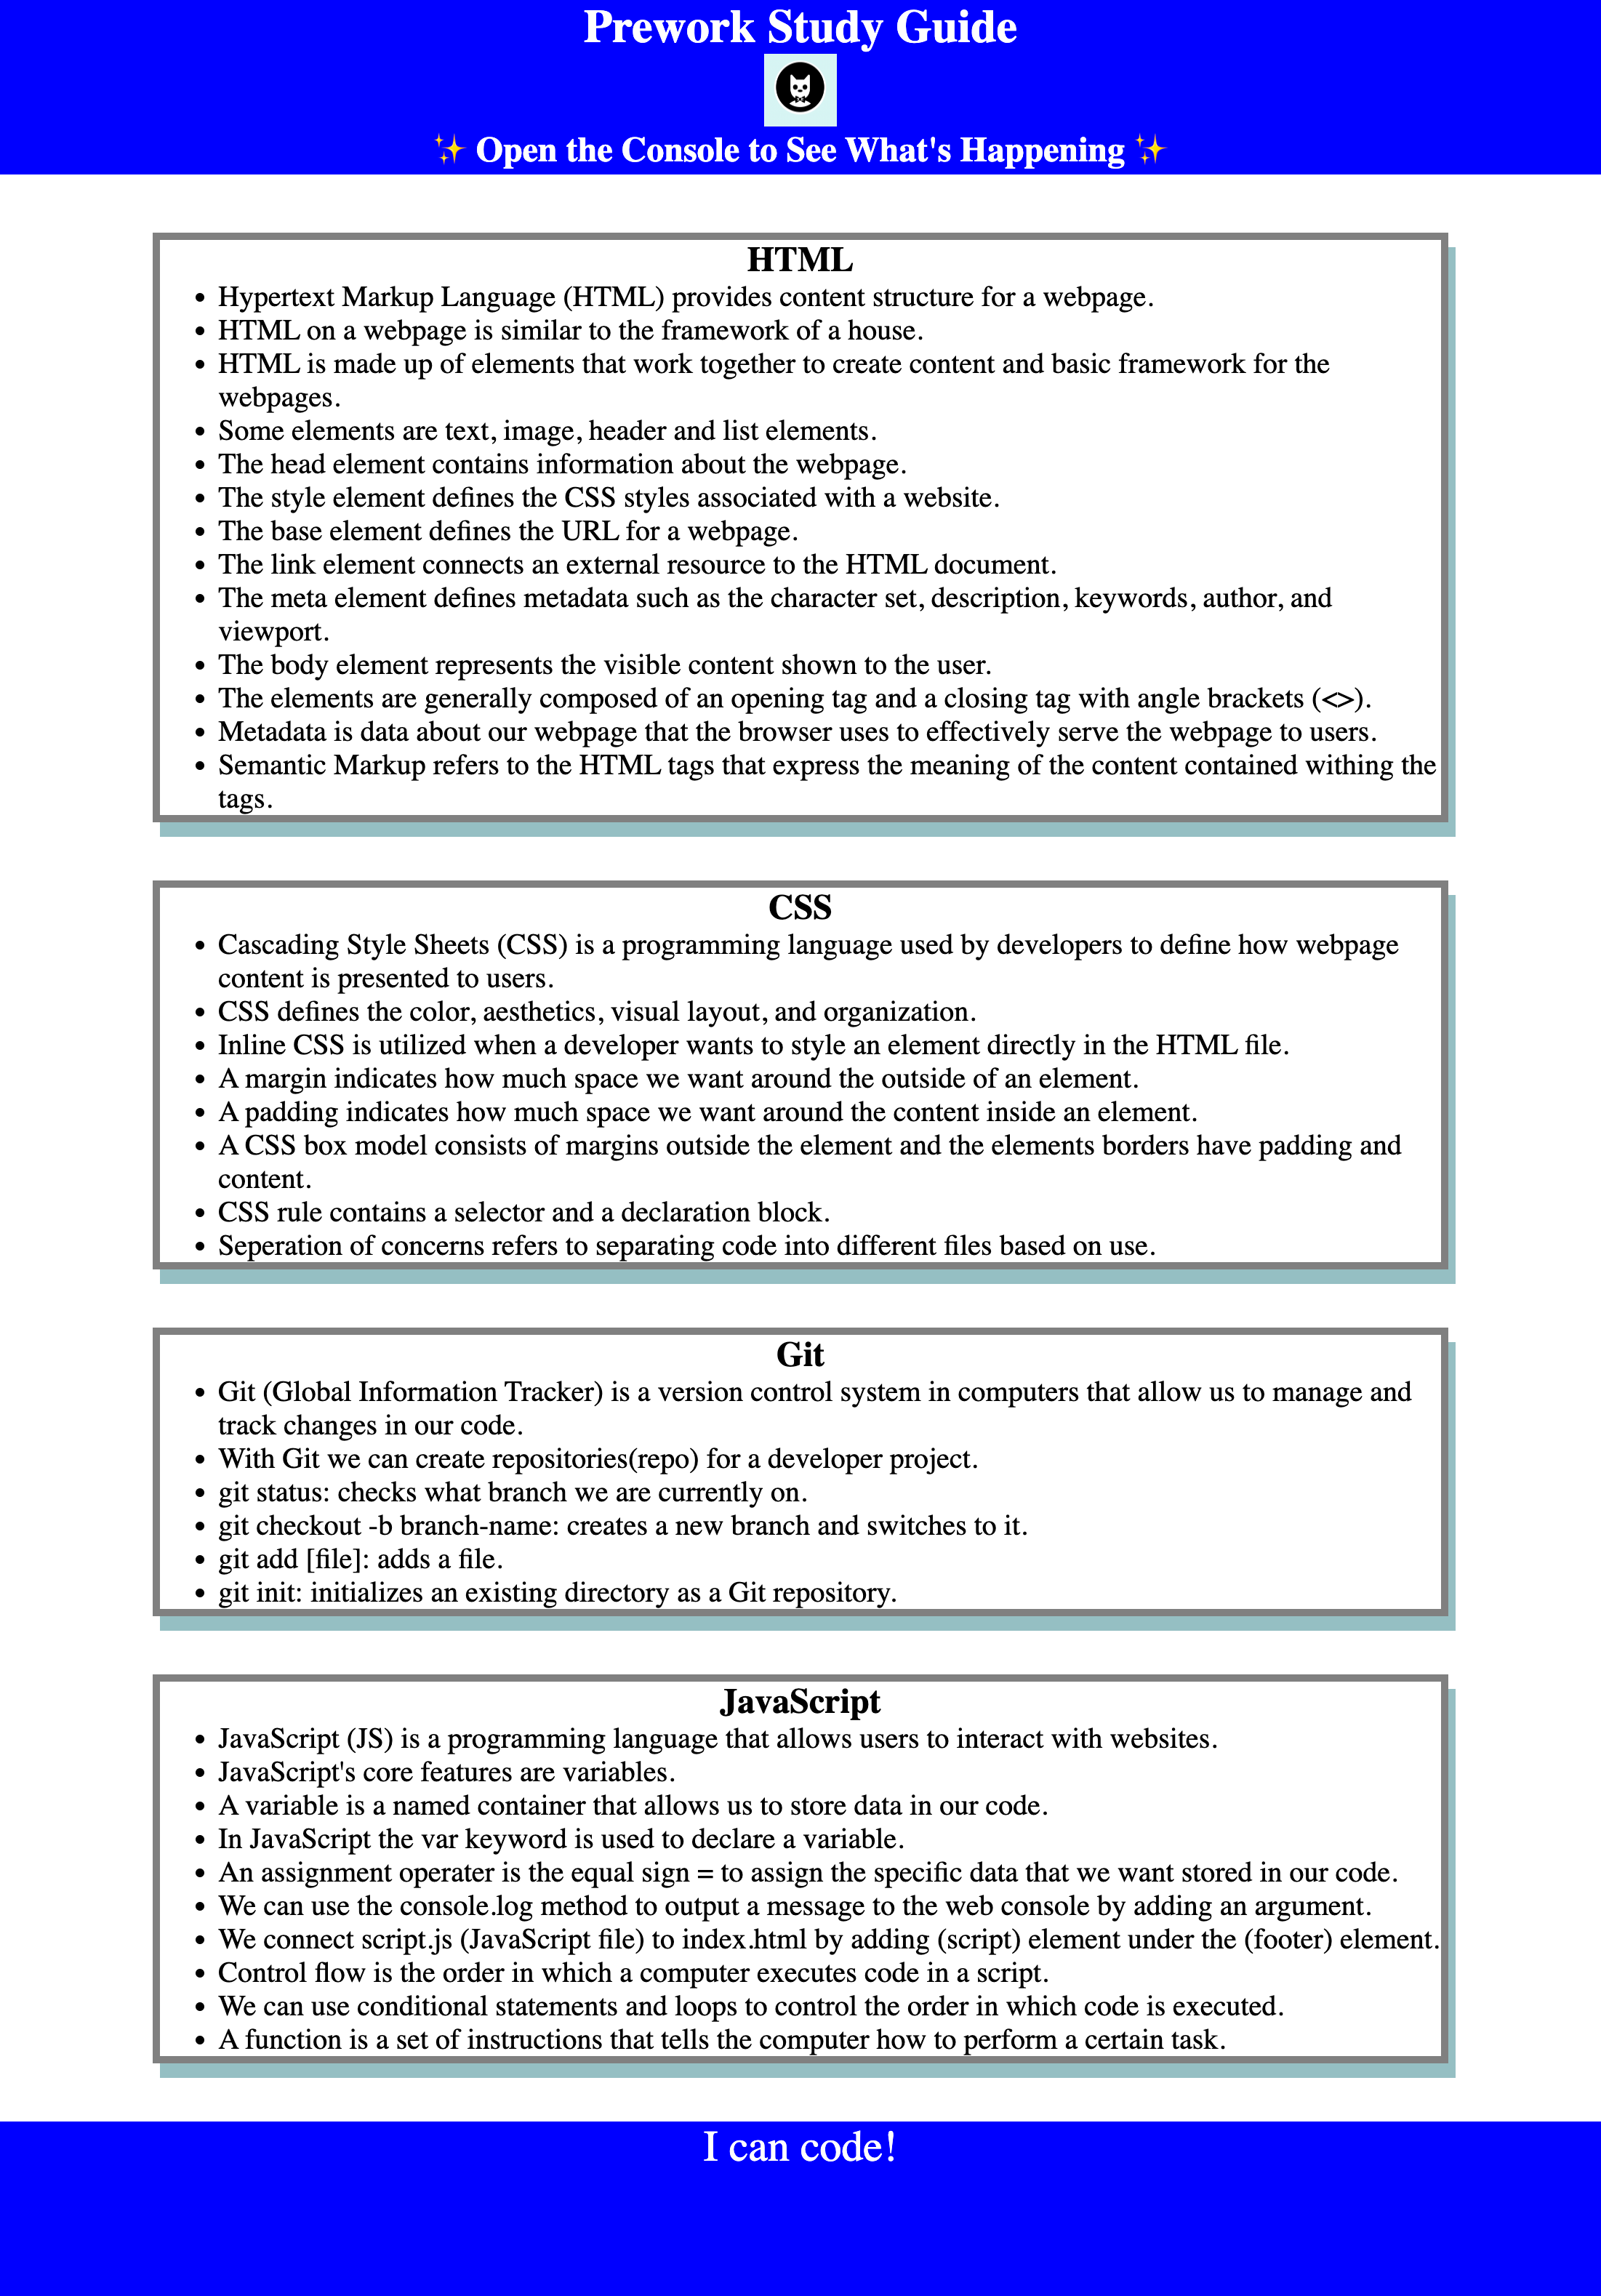 Prework Study Guide
✨ Open the Console to See What's Happening ✨
HTML
• Hypertext Markup Language (HTML) provides content structure for a webpage.
• HTML on a webpage is similar to the framework of a house.
• HTML is made up of elements that work together to create content and basic framework for the
webpages.
• Some elements are text, image, header and list elements.
• The head element contains information about the webpage.
• The style element defines the CSS styles associated with a website.
• The base element defines the URL for a webpage.
• The link element connects an external resource to the HTML document.
• The meta element defines metadata such as the character set, description, keywords, author, and
viewport.
• The body element represents the visible content shown to the user.
• The elements are generally composed of an opening tag and a closing tag with angle brackets (<>).
• Metadata is data about our webpage that the browser uses to effectively serve the webpage to users.
• Semantic Markup refers to the HTML tags that express the meaning of the content contained withing the
tags.
CSS
• Cascading Style Sheets (CSS) is a programming language used by developers to define how webpage
content is presented to users.
• CSS defines the color, aesthetics, visual layout, and organization.
• Inline CSS is utilized when a developer wants to style an element directly in the HTML file.
• A margin indicates how much space we want around the outside of an element.
• A padding indicates how much space we want around the content inside an element.
• A CSS box model consists of margins outside the element and the elements borders have padding and
content.
• CSS rule contains a selector and a declaration block.
• Seperation of concerns refers to separating code into different files based on use.
Git
• Git (Global Information Tracker) is a version control system in computers that allow us to manage and
track changes in our code.
• With Git we can create repositories(repo) for a developer project.
• git status: checks what branch we are currently on.
• git checkout -b branch-name: creates a new branch and switches to it.
• git add [file]: adds a file.
• git init: initializes an existing directory as a Git repository.
JavaScript
• JavaScript (JS) is a programming language that allows users to interact with websites.
• JavaScript's core features are variables.
• A variable is a named container that allows us to store data in our code.
• In JavaScript the var keyword is used to declare a variable.
• An assignment operater is the equal sign = to assign the specific data that we want stored in our code.
• We can use the console.log method to output a message to the web console by adding an argument.
• We connect script.js (JavaScript file) to index.html by adding (script) element under the (footer) element.
• Control flow is the order in which a computer executes code in a script.
• We can use conditional statements and loops to control the order in which code is executed.
• A function is a set of instructions that tells the computer how to perform a certain task.
I can code!